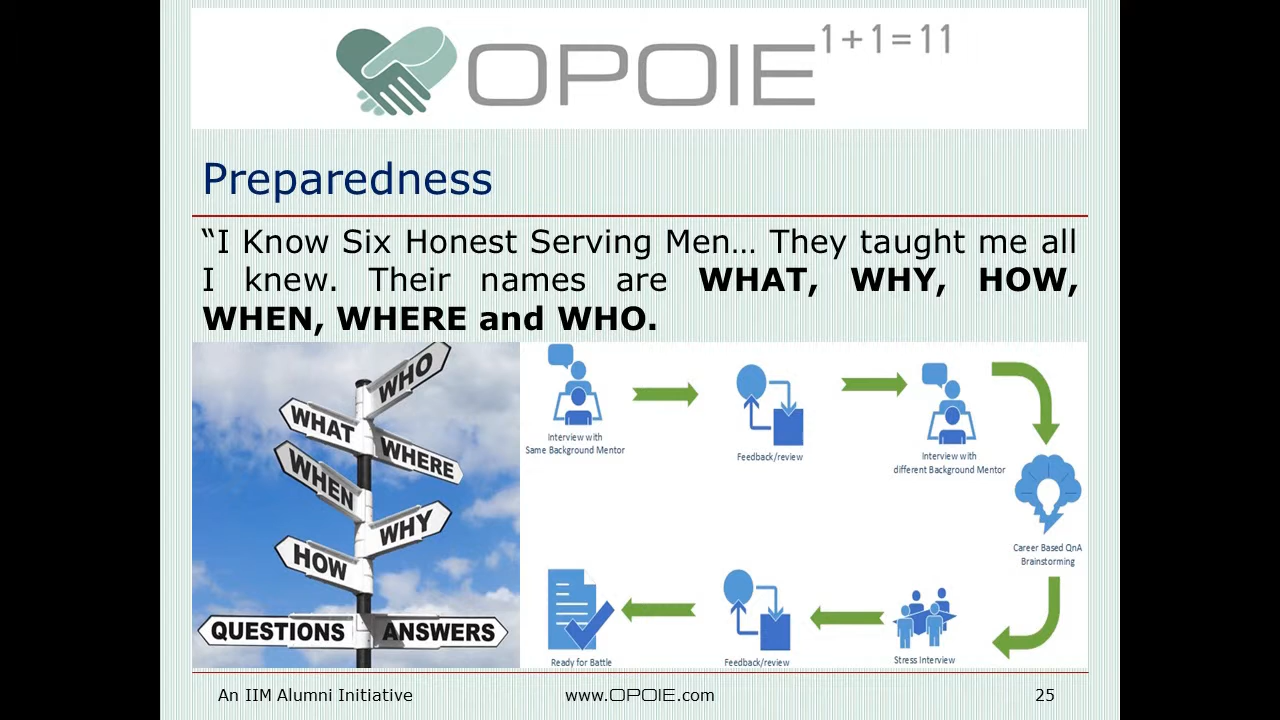 OPOIE 1+1=11
Preparedness
“I Know Six Honest Serving Men… They taught me all
I knew. Their names are WHAT, WHY, HOW,
WHEN, WHERE and WHO.
WHO
WHAT
WHERE
WHEN
WHY
HOW
QUESTIONS ANSWERS
Interview with
Same Background Mentor
Feedback/review
Interview with
different Background Mentor
Career Based QnA
Brainstorming
Stress Interview
Feedback/review
Ready for Battle
An IIM Alumni Initiative www.OPOIE.com 25